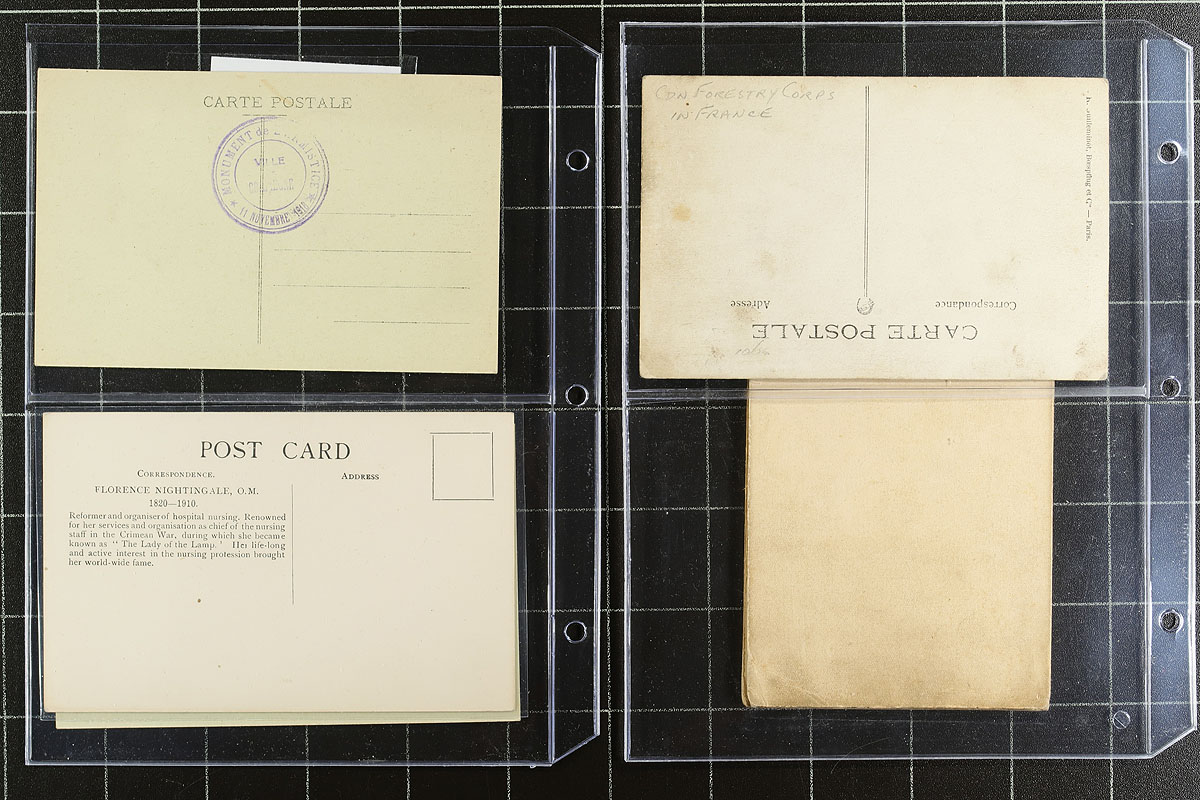 CARTE POSTALE
MONUMENT de L'ARMISTICE
VILLE
11 NOVEMBRE 1918
POST CARD
CORRESPONDENCE.
ADDRESS
FLORENCE NIGHTINGALE, O.M.
1820—1910.
Reformer and organiser of hospital nursing. Renowned
for her services and organisation as chief of the nursing
staff in the Crimean War, during which she became
known as "The Lady of the Lamp.' Her life-long
and active interest in the nursing profession brought
her world-wide fame.
CDN FORESTRY CORPS
IN FRANCE
Bœspflug et Cie — Paris.
CARTE POSTALE
Correspondance
Adresse